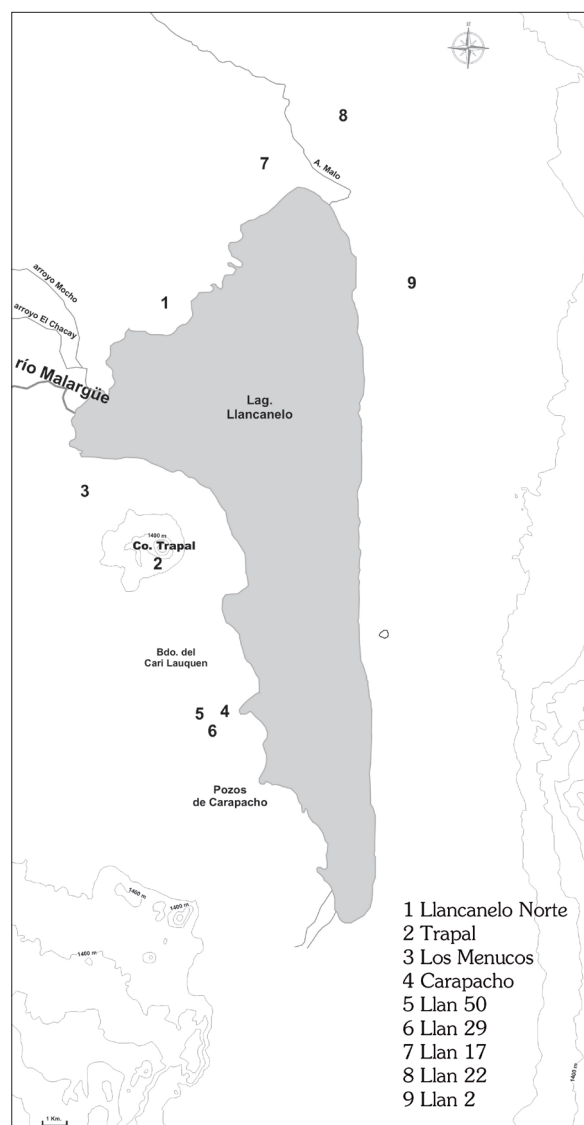 8
7
A. Malo
9
arroyo Mocho
1
arroyo El Chacay
río Malargüe
Lag.
Llancanelo
3
1400 m
Co. Trapal
2
Bdo. del
Cari Lauquen
5
4
6
Pozos
de Carapacho
1400 m
1400 m
1400 m
1 Llancanelo Norte
2 Trapal
3 Los Menucos
4 Carapacho
5 Llan 50
6 Llan 29
7 Llan 17
8 Llan 22
9 Llan 2
1400 m
1 Km.